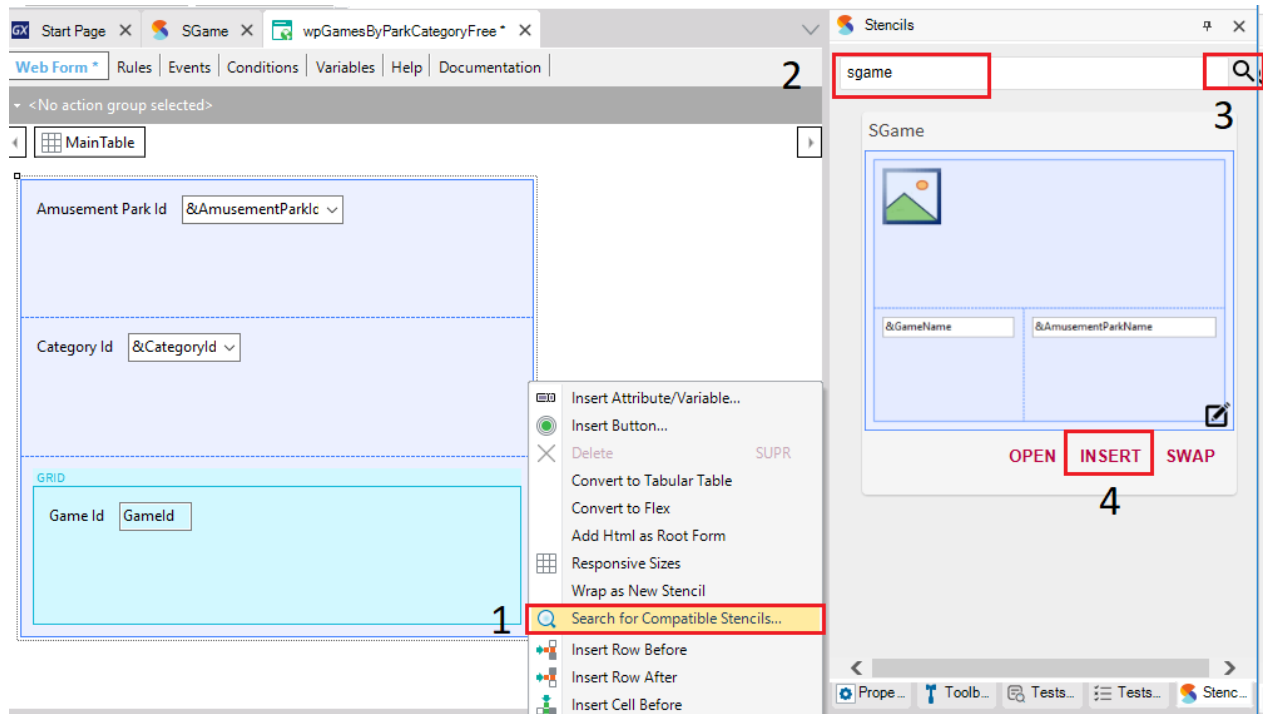 GX Start Page SGame wpGamesByParkCategoryFree *
Web Form * Rules Events Conditions Variables Help Documentation
<No action group selected>
MainTable
Amusement Park Id &AmusementParkIc
Category Id &CategoryId
GRID
Game Id GameId
1
Insert Attribute/Variable...
Insert Button...
Delete SUPR
Convert to Tabular Table
Convert to Flex
Add Html as Root Form
Responsive Sizes
Wrap as New Stencil
Search for Compatible Stencils...
Insert Row Before
Insert Row After
Insert Cell Before
Stencils
2
sgame
3
SGame
&GameName &AmusementParkName
OPEN INSERT SWAP
4
Prope... Toolb... Tests... Tests... Stenc...